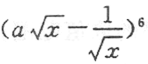 (a√x − 1/√x)⁶